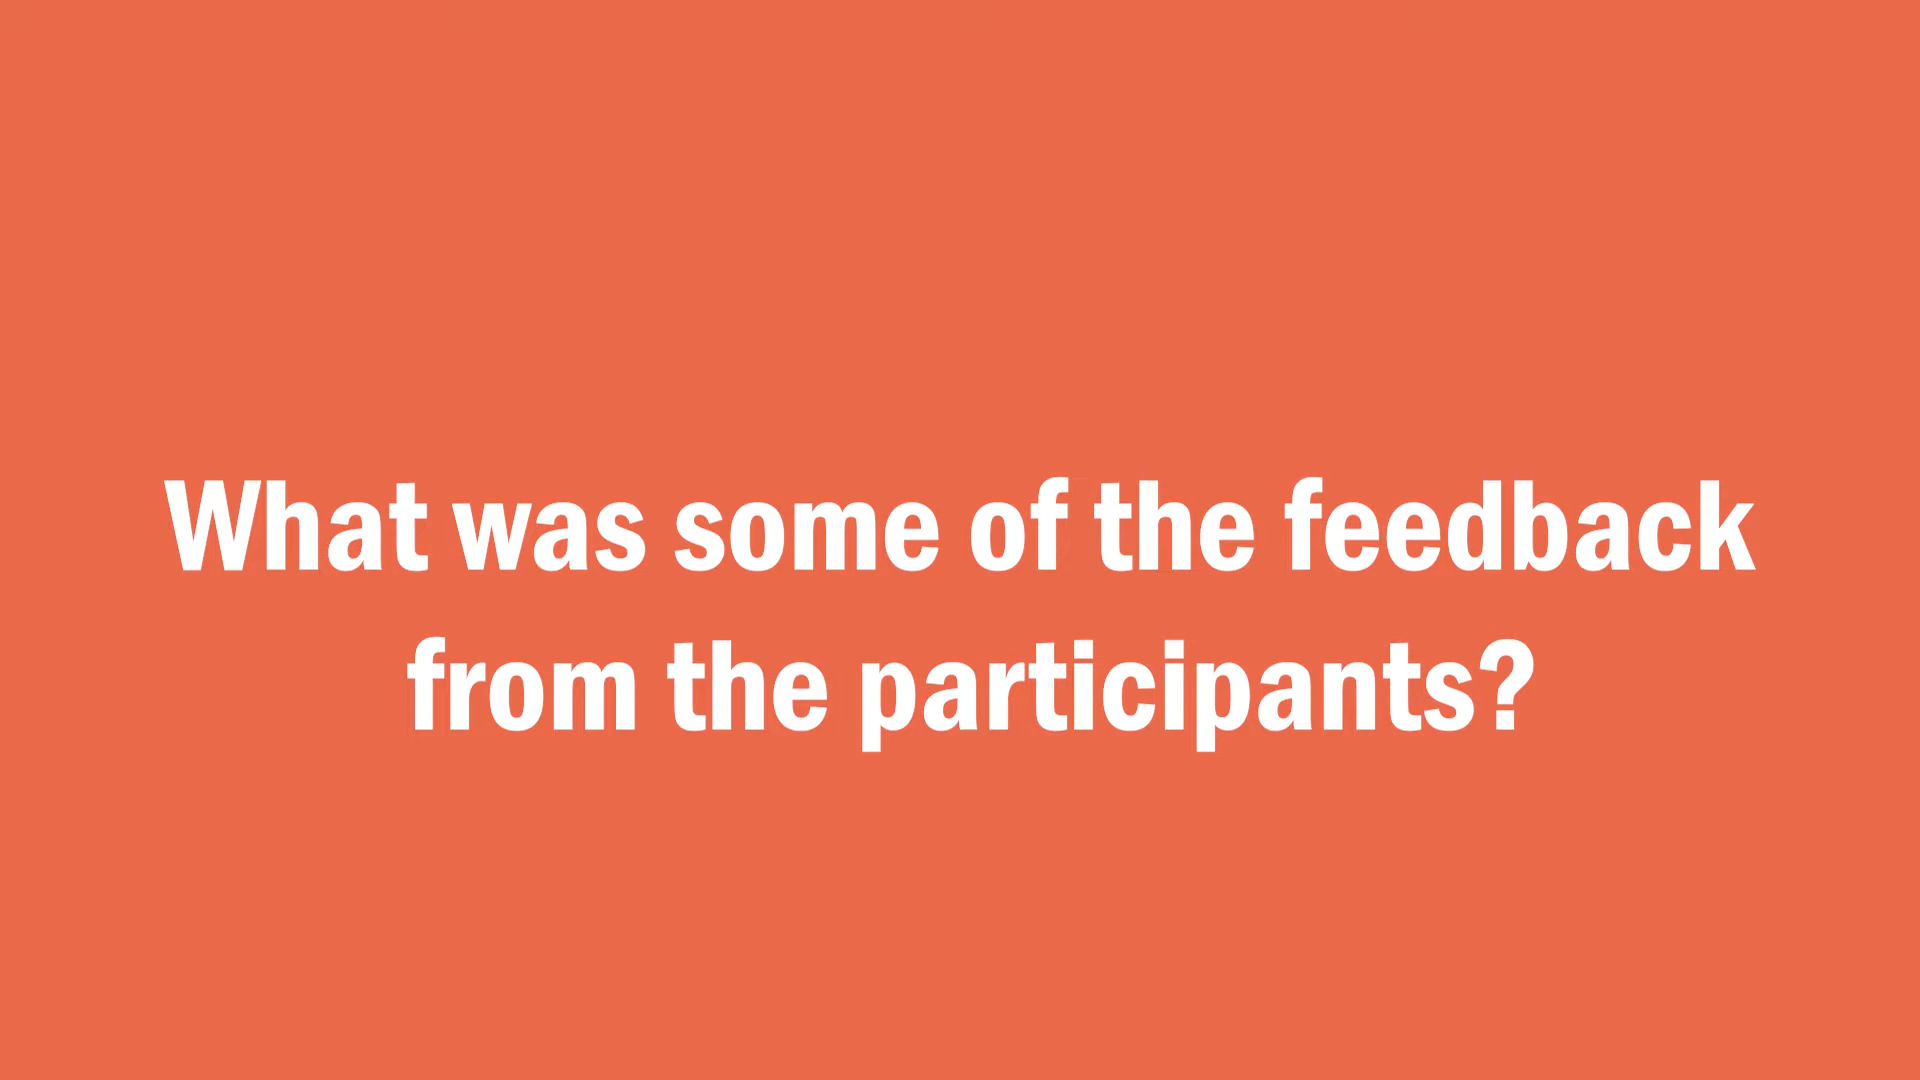 What was some of the feedback
from the participants?